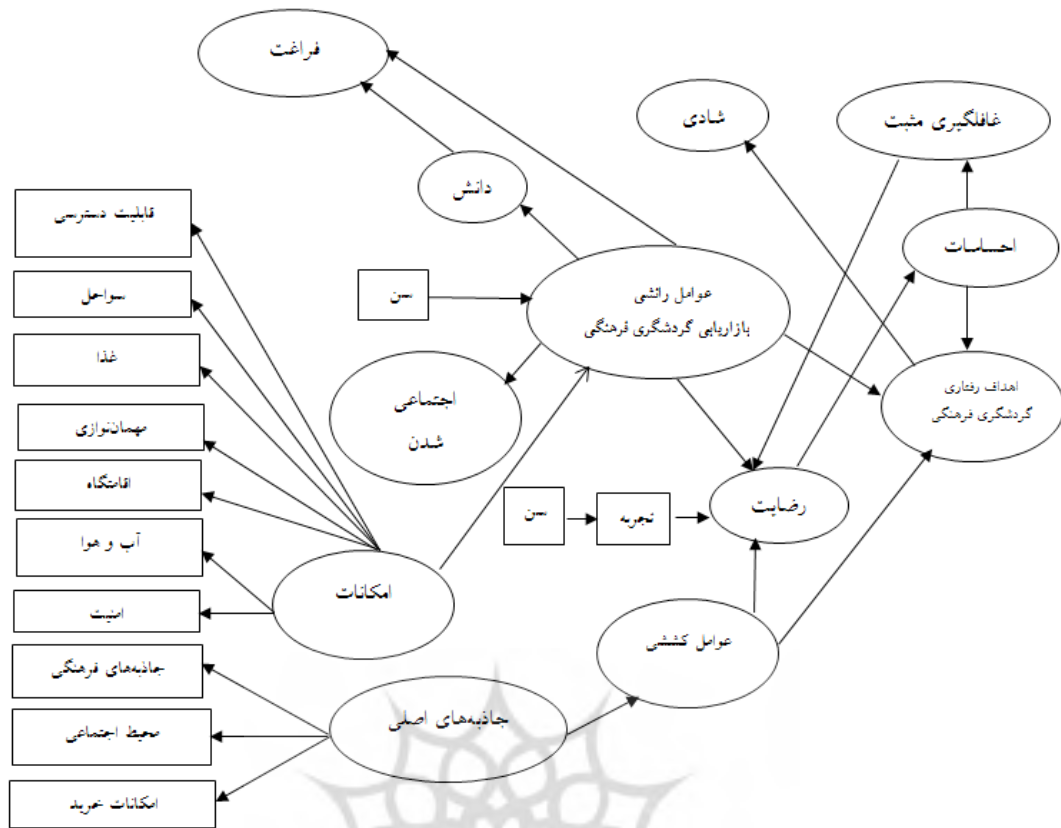 فراغت
شادی
غافلگیری مثبت
دانش
قابلیت دسترسی
احساسات
سن
عوامل رانشی
بازاریابی گردشگری فرهنگی
سواحل
غذا
اجتماعی
شدن
اهداف رفتاری
گردشگری فرهنگی
مهمان‌نوازی
اقامتگاه
سن
تجربه
رضایت
آب و هوا
امکانات
امنیت
عوامل کششی
جاذبه‌های فرهنگی
جاذبه‌های اصلی
محیط اجتماعی
امکانات خرید